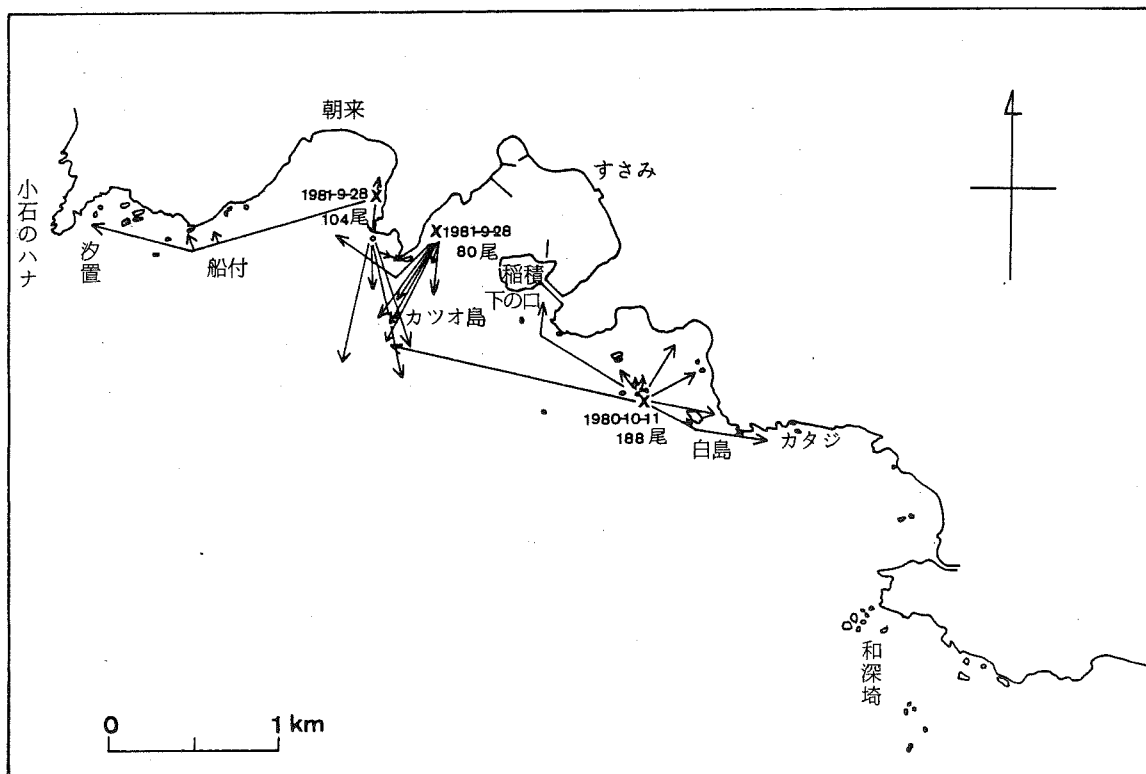 朝来
すさみ
小石のハナ
1981-9-28
104尾
1981-9-28
80尾
汐置
船付
稲積
下の口
カツオ島
1980-10-11
188尾
白島
カタジ
和深埼
0 1 km